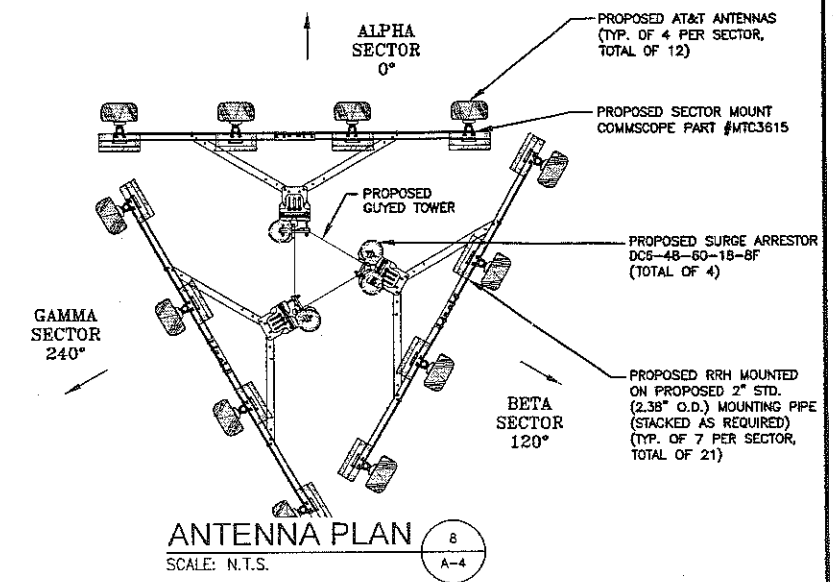 ALPHA
SECTOR
0°
PROPOSED AT&T ANTENNAS
(TYP. OF 4 PER SECTOR,
TOTAL OF 12)
PROPOSED SECTOR MOUNT
COMMSCOPE PART #MTC3615
PROPOSED
GUYED TOWER
PROPOSED SURGE ARRESTOR
DC6-48-60-18-8F
(TOTAL OF 4)
GAMMA
SECTOR
240°
BETA
SECTOR
120°
PROPOSED RRH MOUNTED
ON PROPOSED 2" STD.
(2.38" O.D.) MOUNTING PIPE
(STACKED AS REQUIRED)
(TYP. OF 7 PER SECTOR,
TOTAL OF 21)
ANTENNA PLAN
SCALE: N.T.S.
8
A-4